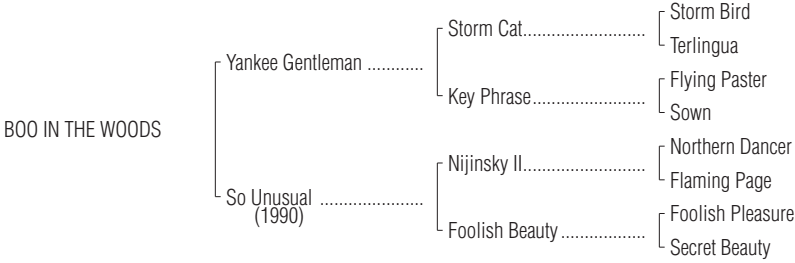 Storm Bird
Storm Cat..........................
Terlingua
Yankee Gentleman ............
Flying Paster
Key Phrase........................
Sown
BOO IN THE WOODS
Northern Dancer
Nijinsky II..........................
Flaming Page
So Unusual ......................
(1990)
Foolish Pleasure
Foolish Beauty ..................
Secret Beauty